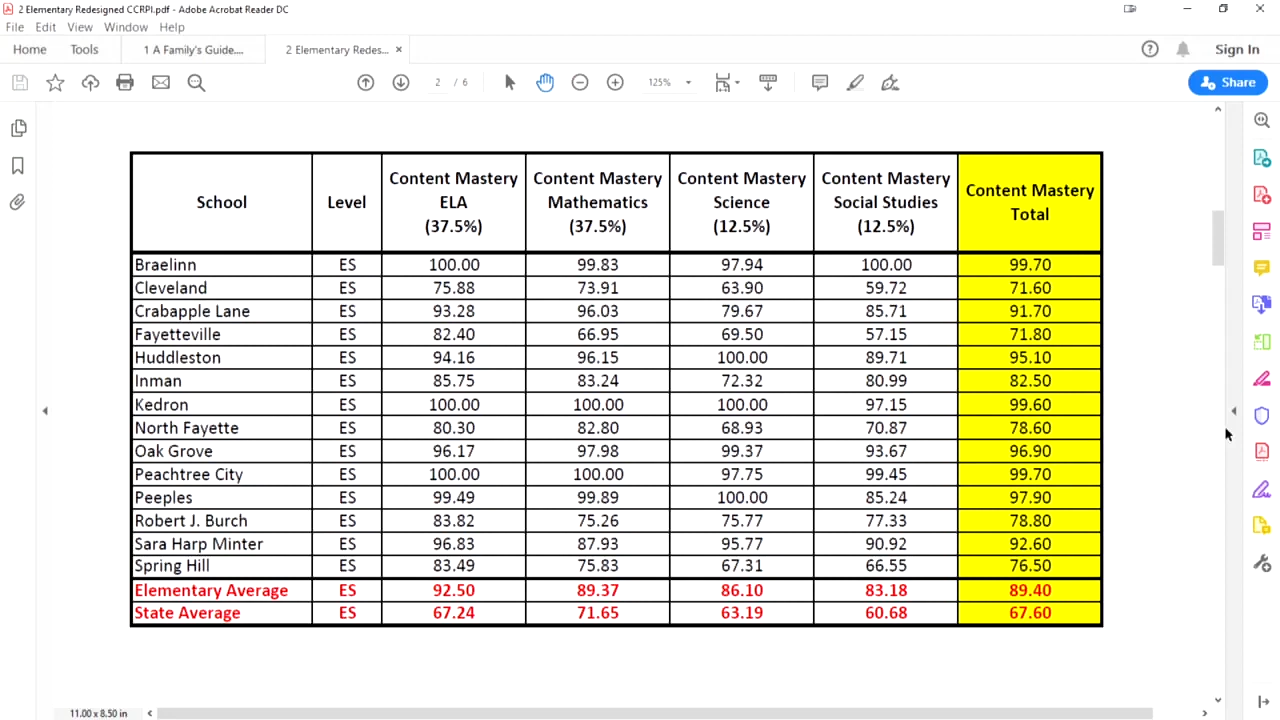 2 Elementary Redesigned CCRPI.pdf - Adobe Acrobat Reader DC
File Edit View Window Help
Home Tools 1 A Family's Guide.... 2 Elementary Redes... × Sign In
2 / 6 125% Share
School Level Content Mastery ELA (37.5%) Content Mastery Mathematics (37.5%) Content Mastery Science (12.5%) Content Mastery Social Studies (12.5%) Content Mastery Total
Braelinn ES 100.00 99.83 97.94 100.00 99.70
Cleveland ES 75.88 73.91 63.90 59.72 71.60
Crabapple Lane ES 93.28 96.03 79.67 85.71 91.70
Fayetteville ES 82.40 66.95 69.50 57.15 71.80
Huddleston ES 94.16 96.15 100.00 89.71 95.10
Inman ES 85.75 83.24 72.32 80.99 82.50
Kedron ES 100.00 100.00 100.00 97.15 99.60
North Fayette ES 80.30 82.80 68.93 70.87 78.60
Oak Grove ES 96.17 97.98 99.37 93.67 96.90
Peachtree City ES 100.00 100.00 97.75 99.45 99.70
Peeples ES 99.49 99.89 100.00 85.24 97.90
Robert J. Burch ES 83.82 75.26 75.77 77.33 78.80
Sara Harp Minter ES 96.83 87.93 95.77 90.92 92.60
Spring Hill ES 83.49 75.83 67.31 66.55 76.50
Elementary Average ES 92.50 89.37 86.10 83.18 89.40
State Average ES 67.24 71.65 63.19 60.68 67.60
11.00 x 8.50 in